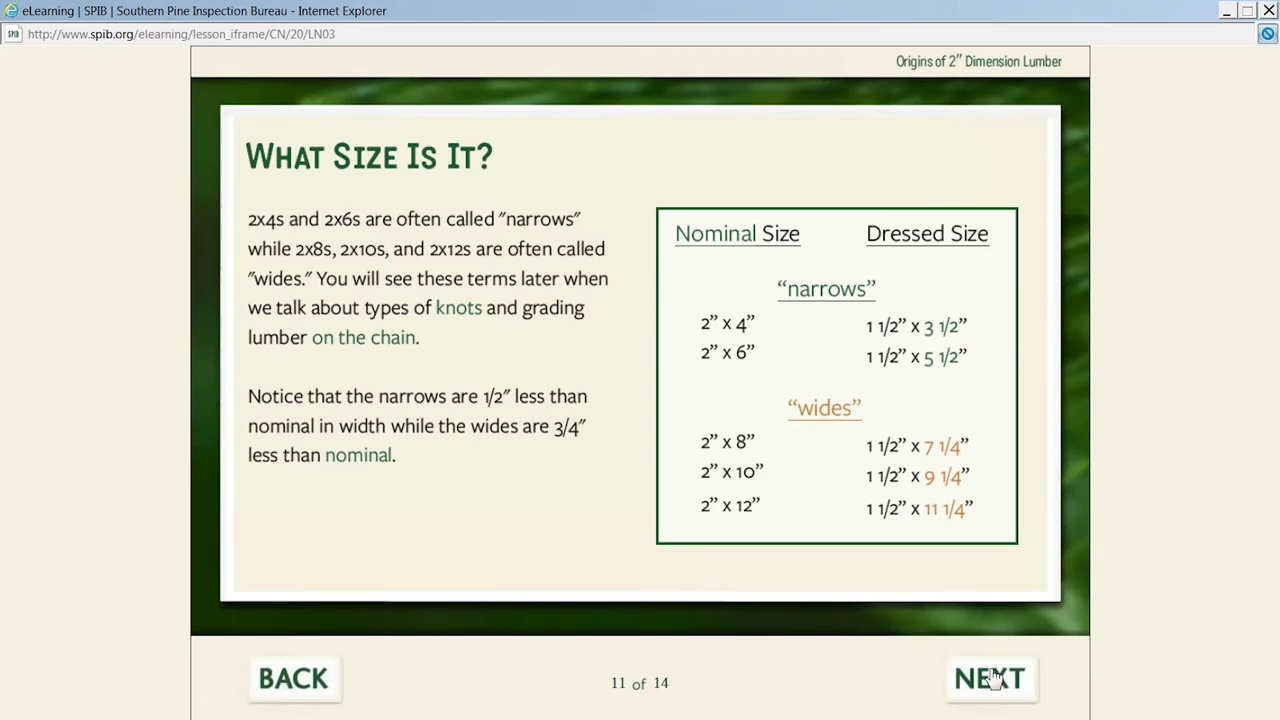 eLearning | SPIB | Southern Pine Inspection Bureau - Internet Explorer
SPIB http://www.spib.org/elearning/lesson_iframe/CN/20/LN03
Origins of 2" Dimension Lumber
What Size Is It?
2x4s and 2x6s are often called "narrows"
while 2x8s, 2x10s, and 2x12s are often called
"wides." You will see these terms later when
we talk about types of knots and grading
lumber on the chain.
Notice that the narrows are 1/2" less than
nominal in width while the wides are 3/4"
less than nominal.
Nominal Size Dressed Size
“narrows”
2” x 4” 1 1/2” x 3 1/2”
2” x 6” 1 1/2” x 5 1/2”
“wides”
2” x 8” 1 1/2” x 7 1/4”
2” x 10” 1 1/2” x 9 1/4”
2” x 12” 1 1/2” x 11 1/4”
BACK 11 of 14 NEXT